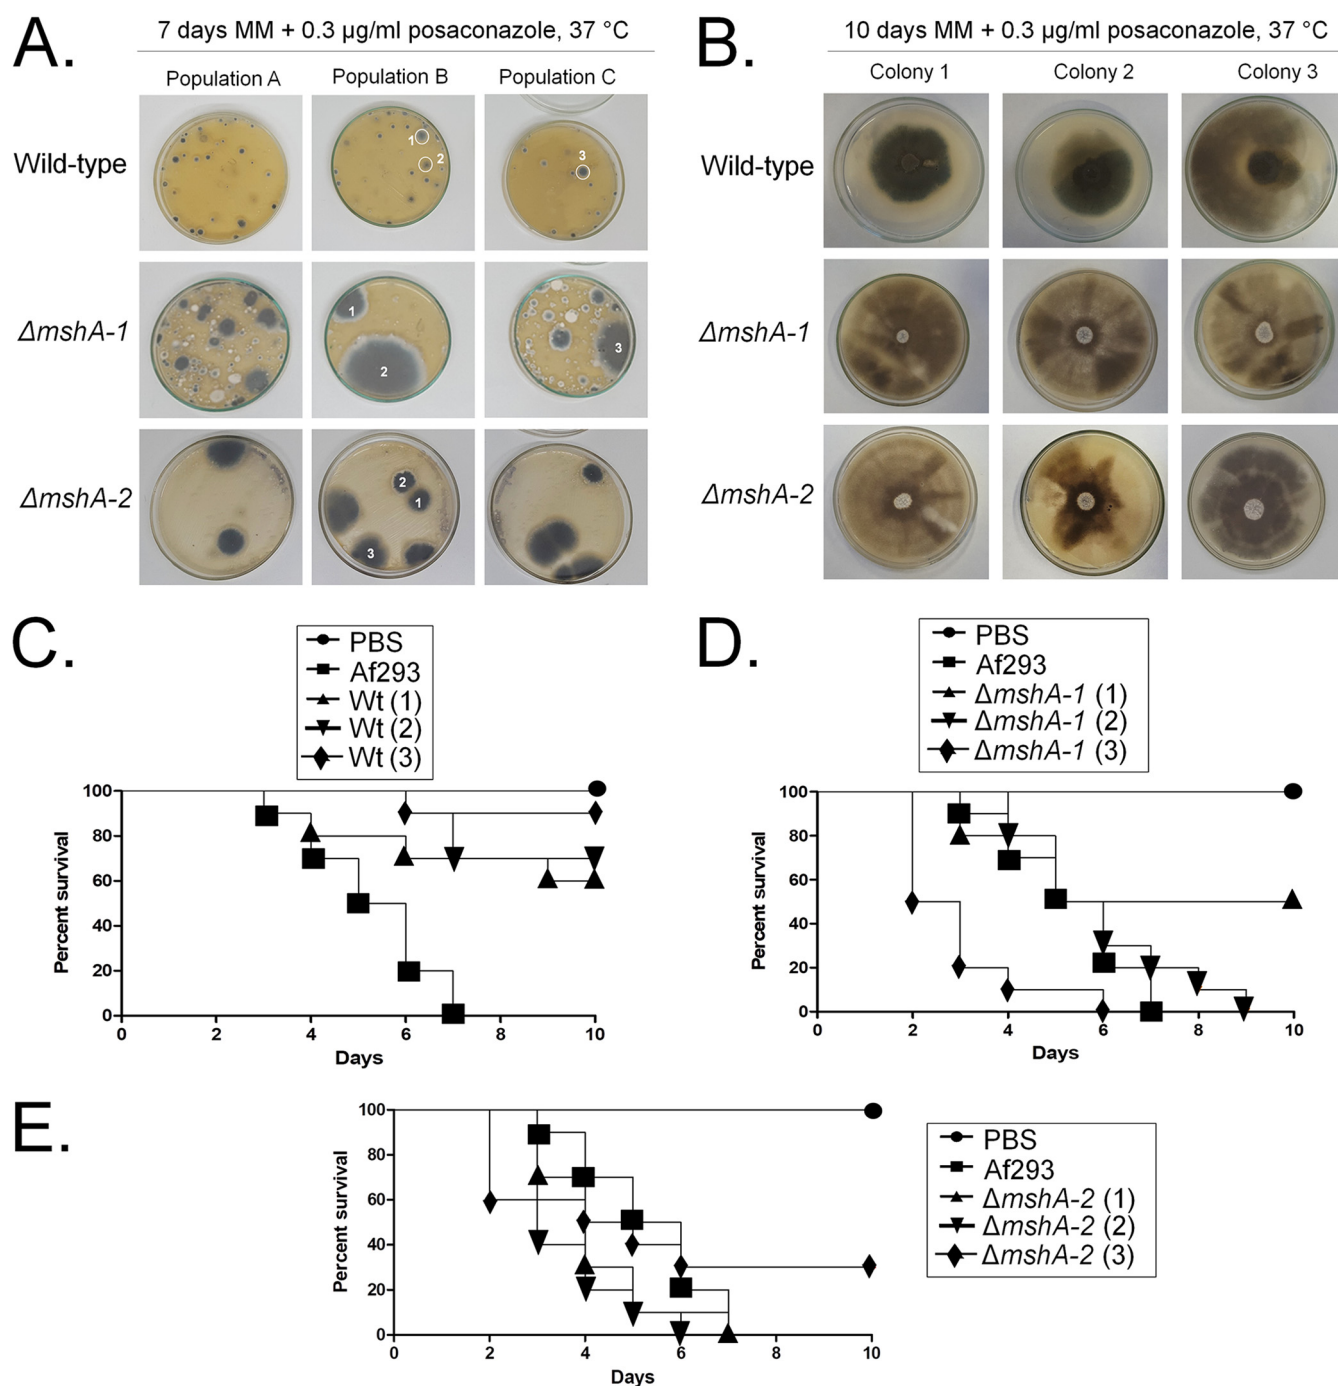 A.
7 days MM + 0.3 µg/ml posaconazole, 37 °C
Population A Population B Population C
Wild-type
1
2
3
ΔmshA-1
1
2
3
ΔmshA-2
2
1
3
B.
10 days MM + 0.3 µg/ml posaconazole, 37 °C
Colony 1 Colony 2 Colony 3
Wild-type
ΔmshA-1
ΔmshA-2
C.
PBS
Af293
Wt (1)
Wt (2)
Wt (3)
Percent survival
100
80
60
40
20
0
0 2 4 6 8 10
Days
D.
PBS
Af293
ΔmshA-1 (1)
ΔmshA-1 (2)
ΔmshA-1 (3)
Percent survival
100
80
60
40
20
0
0 2 4 6 8 10
Days
E.
Percent survival
100
80
60
40
20
0
0 2 4 6 8 10
Days
PBS
Af293
ΔmshA-2 (1)
ΔmshA-2 (2)
ΔmshA-2 (3)